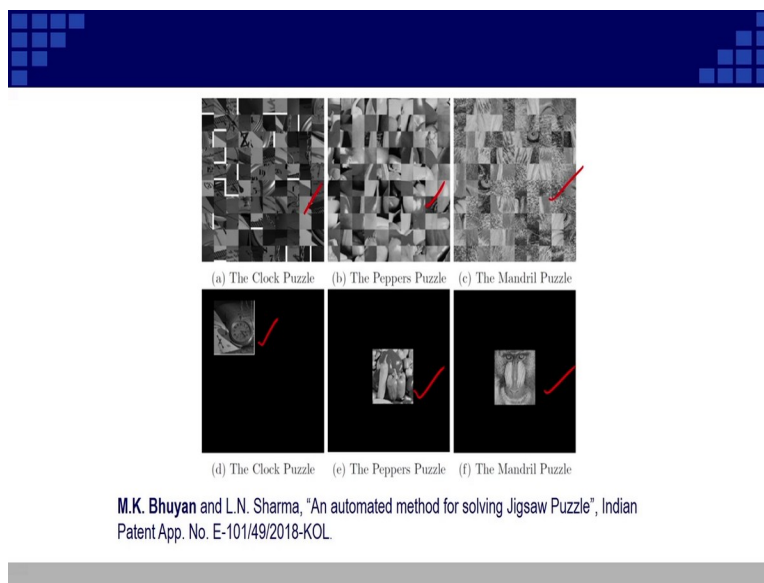 (a) The Clock Puzzle (b) The Peppers Puzzle (c) The Mandril Puzzle
(d) The Clock Puzzle (e) The Peppers Puzzle (f) The Mandril Puzzle
M.K. Bhuyan and L.N. Sharma, “An automated method for solving Jigsaw Puzzle”, Indian
Patent App. No. E-101/49/2018-KOL.